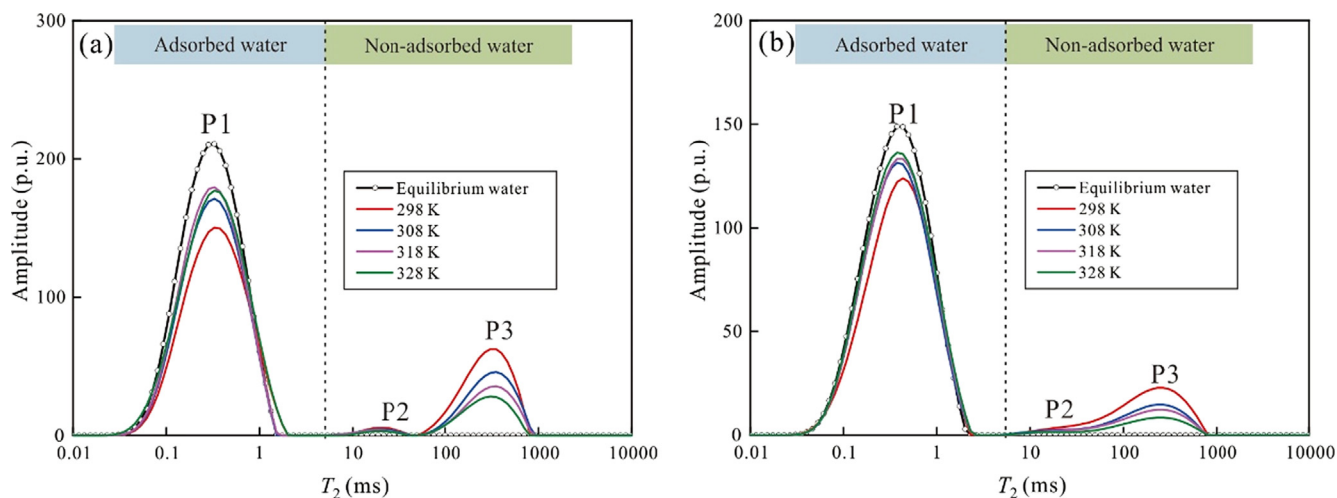 (a)
Adsorbed water
Non-adsorbed water
300
200
100
0
Amplitude (p.u.)
P1
P2
P3
Equilibrium water
298 K
308 K
318 K
328 K
0.01
0.1
1
10
100
1000
10000
T₂ (ms)
(b)
Adsorbed water
Non-adsorbed water
200
150
100
50
0
Amplitude (p.u.)
P1
P2
P3
Equilibrium water
298 K
308 K
318 K
328 K
0.01
0.1
1
10
100
1000
10000
T₂ (ms)